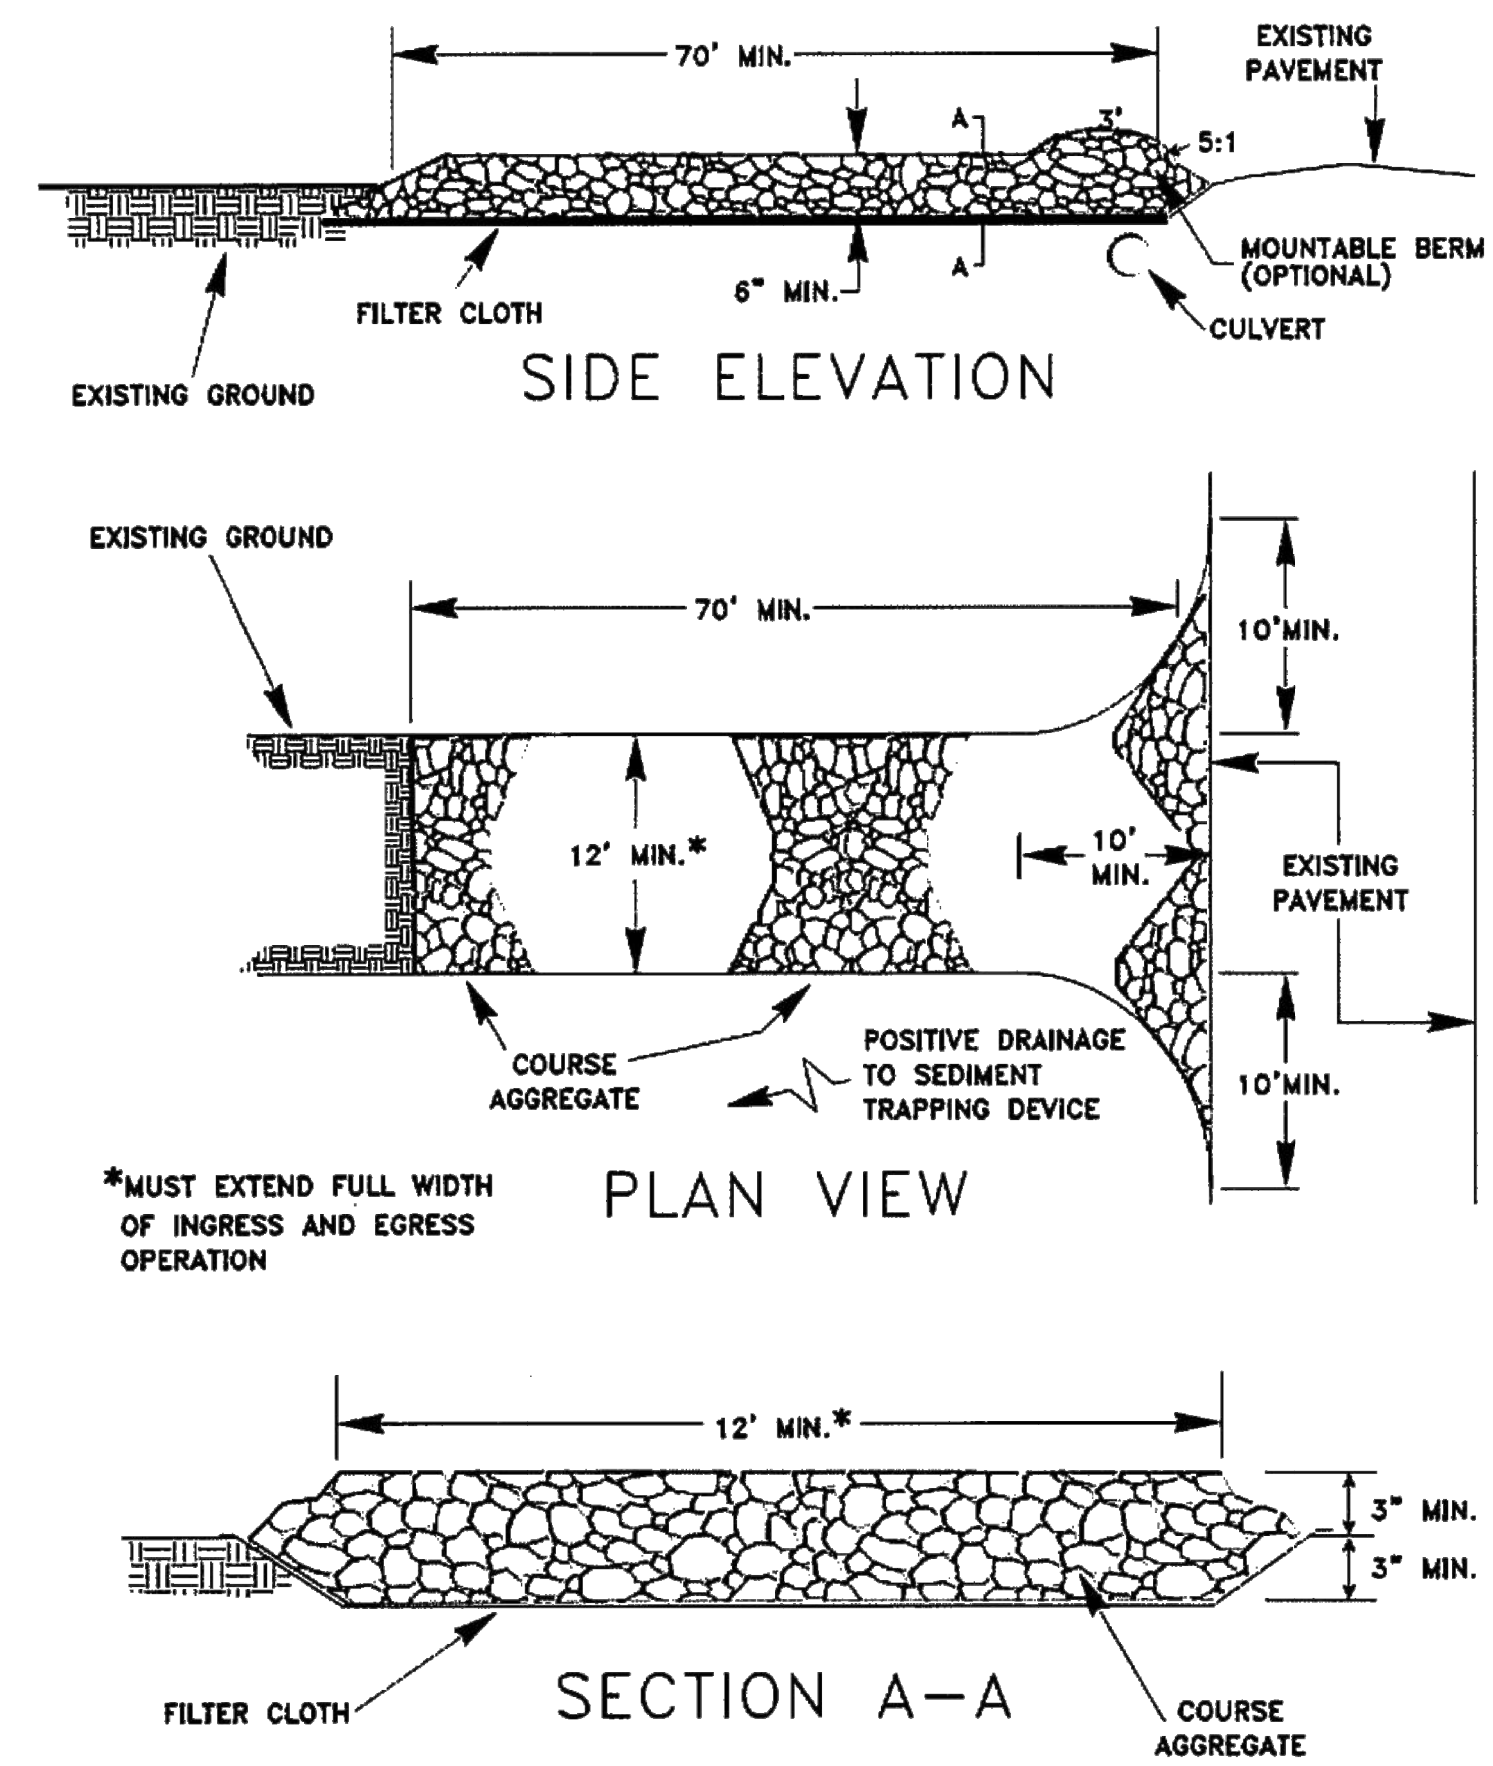 70' MIN.
EXISTING
PAVEMENT
A
3'
5:1
A
6" MIN.
MOUNTABLE BERM
(OPTIONAL)
FILTER CLOTH
CULVERT
EXISTING GROUND
SIDE ELEVATION
EXISTING GROUND
70' MIN.
10'MIN.
12' MIN.*
10'
MIN.
EXISTING
PAVEMENT
COURSE
AGGREGATE
POSITIVE DRAINAGE
TO SEDIMENT
TRAPPING DEVICE
10'MIN.
*MUST EXTEND FULL WIDTH
OF INGRESS AND EGRESS
OPERATION
PLAN VIEW
12' MIN.*
3" MIN.
3" MIN.
FILTER CLOTH
SECTION A-A
COURSE
AGGREGATE